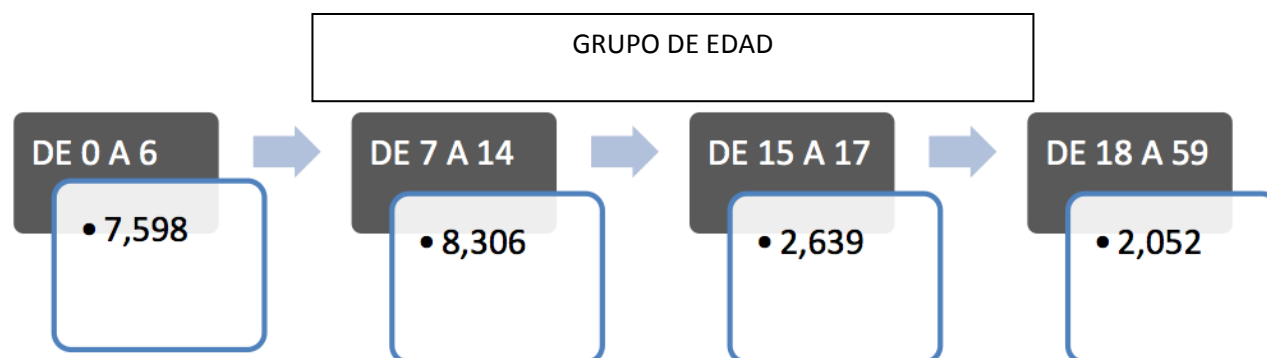 GRUPO DE EDAD
DE 0 A 6
• 7,598
DE 7 A 14
• 8,306
DE 15 A 17
• 2,639
DE 18 A 59
• 2,052